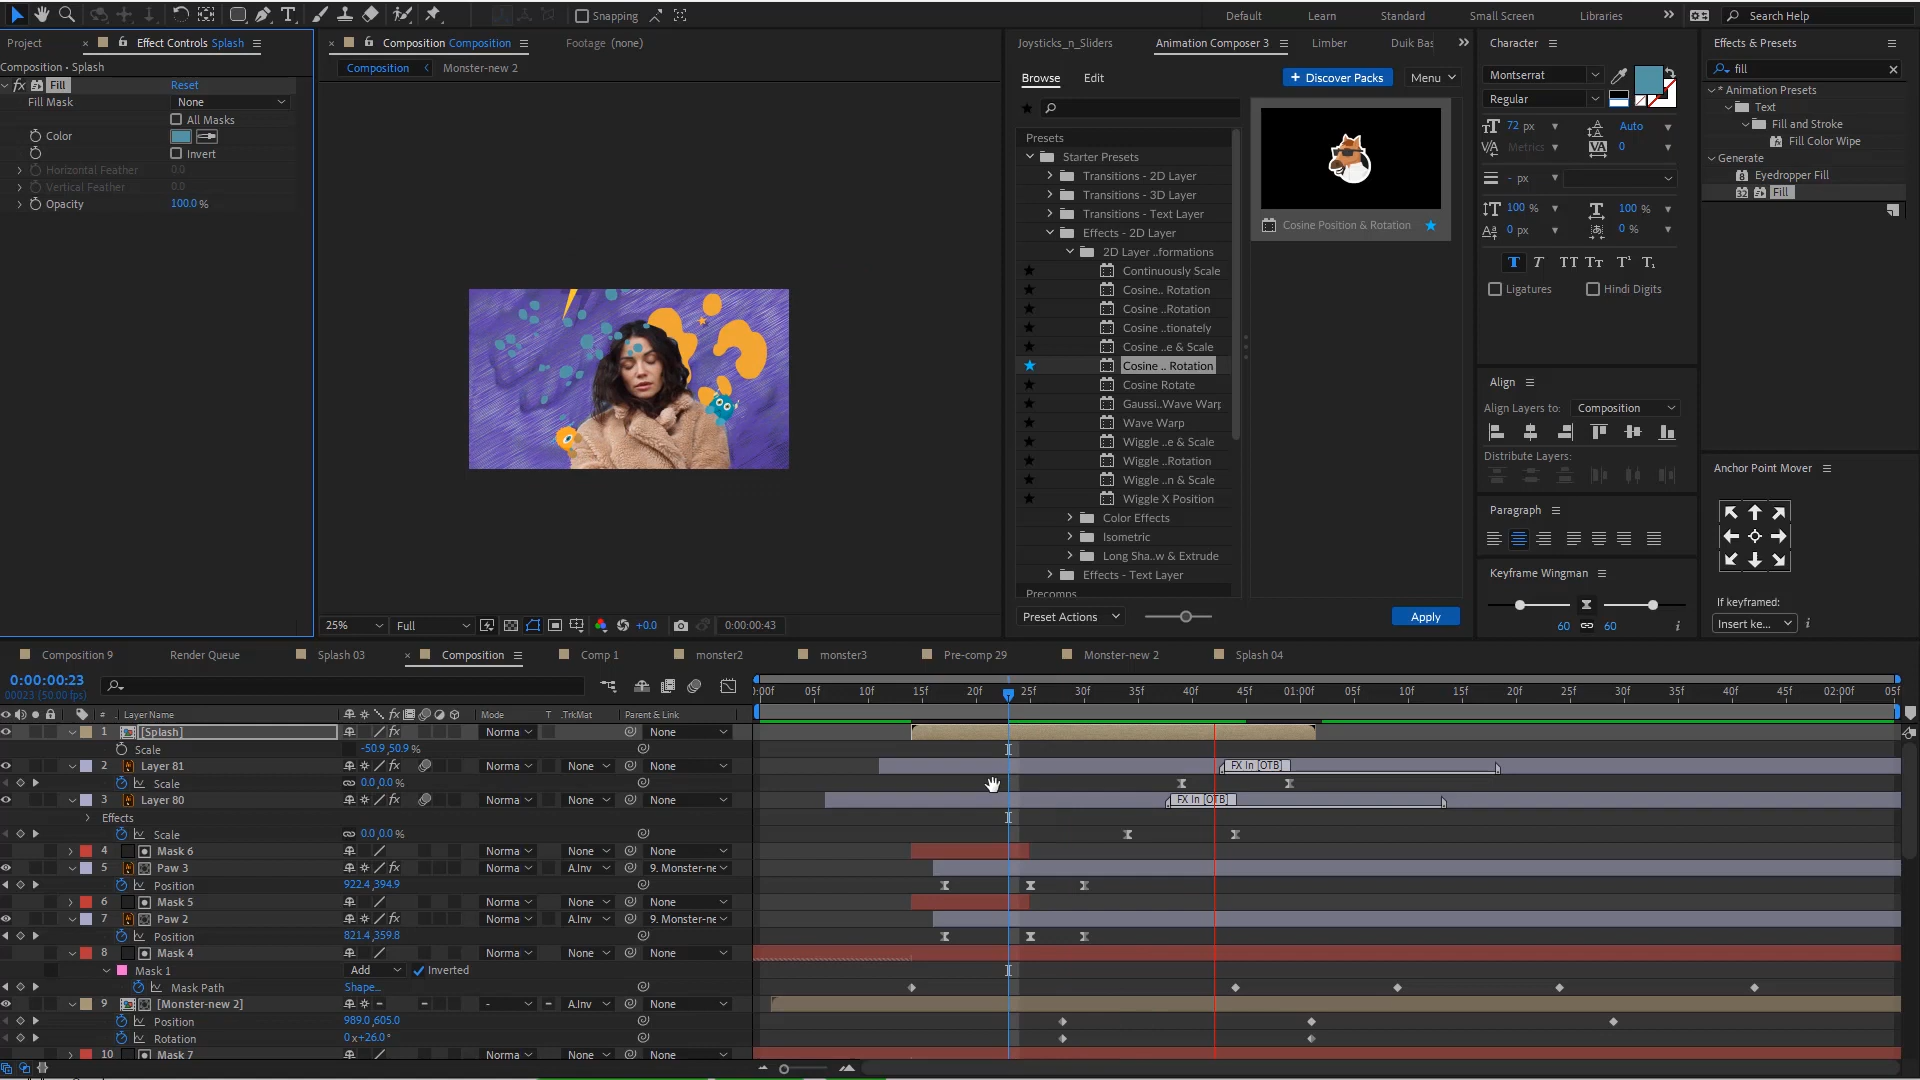 Snapping
Default
Learn
Standard
Small Screen
Libraries
Search Help
Project
Effect Controls Splash
Composition Composition
Footage (none)
Joysticks_n_Sliders
Animation Composer 3
Limber
Duik Bas
Character
Effects & Presets
Composition • Splash
Composition
Monster-new 2
Browse
Edit
Discover Packs
Menu
Montserrat
fill
fx Fill
Reset
Fill Mask
None
All Masks
Color
Invert
Horizontal Feather
0.0
Vertical Feather
0.0
Opacity
100.0 %
Regular
* Animation Presets
Text
Fill and Stroke
Fill Color Wipe
Generate
Eyedropper Fill
Fill
72 px
Auto
Metrics
0
- px
100 %
100 %
0 px
0 %
Ligatures
Hindi Digits
Presets
Starter Presets
Transitions - 2D Layer
Transitions - 3D Layer
Transitions - Text Layer
Effects - 2D Layer
2D Layer ..formations
Continuously Scale
Cosine.. Rotation
Cosine ..Rotation
Cosine ..tionately
Cosine ..e & Scale
Cosine .. Rotation
Cosine Rotate
Gaussi..Wave Warp
Wave Warp
Wiggle ..e & Scale
Wiggle ..Rotation
Wiggle ..n & Scale
Wiggle X Position
Color Effects
Isometric
Long Sha..w & Extrude
Effects - Text Layer
Precomps
Cosine Position & Rotation
Preset Actions
Apply
Align
Align Layers to:
Composition
Distribute Layers:
Paragraph
Keyframe Wingman
60
60
Anchor Point Mover
If keyframed:
Insert ke...
25%
Full
+0.0
0:00:00:43
Composition 9
Render Queue
Splash 03
Composition
Comp 1
monster2
monster3
Pre-comp 29
Monster-new 2
Splash 04
0:00:00:23
00023 (50.00 fps)
:00f
05f
10f
15f
20f
25f
30f
35f
40f
45f
01:00f
05f
10f
15f
20f
25f
30f
35f
40f
45f
02:00f
05f
#
Layer Name
Mode
T
.TrkMat
Parent & Link
1
[Splash]
Norma
None
Scale
-50.9,50.9 %
2
Layer 81
Norma
None
None
FX In [OTB]
Scale
0.0,0.0 %
3
Layer 80
Norma
None
None
FX In [OTB]
Effects
Scale
0.0,0.0 %
4
Mask 6
Norma
None
None
5
Paw 3
Norma
A.Inv
9. Monster-ne
Position
922.4,394.9
6
Mask 5
Norma
None
None
7
Paw 2
Norma
A.Inv
9. Monster-ne
Position
821.4,359.8
8
Mask 4
Norma
None
None
Mask 1
Add
Inverted
Mask Path
Shape...
9
[Monster-new 2]
-
A.Inv
None
Position
989.0,605.0
Rotation
0x+26.0°
10
Mask 7
Norma
None
None